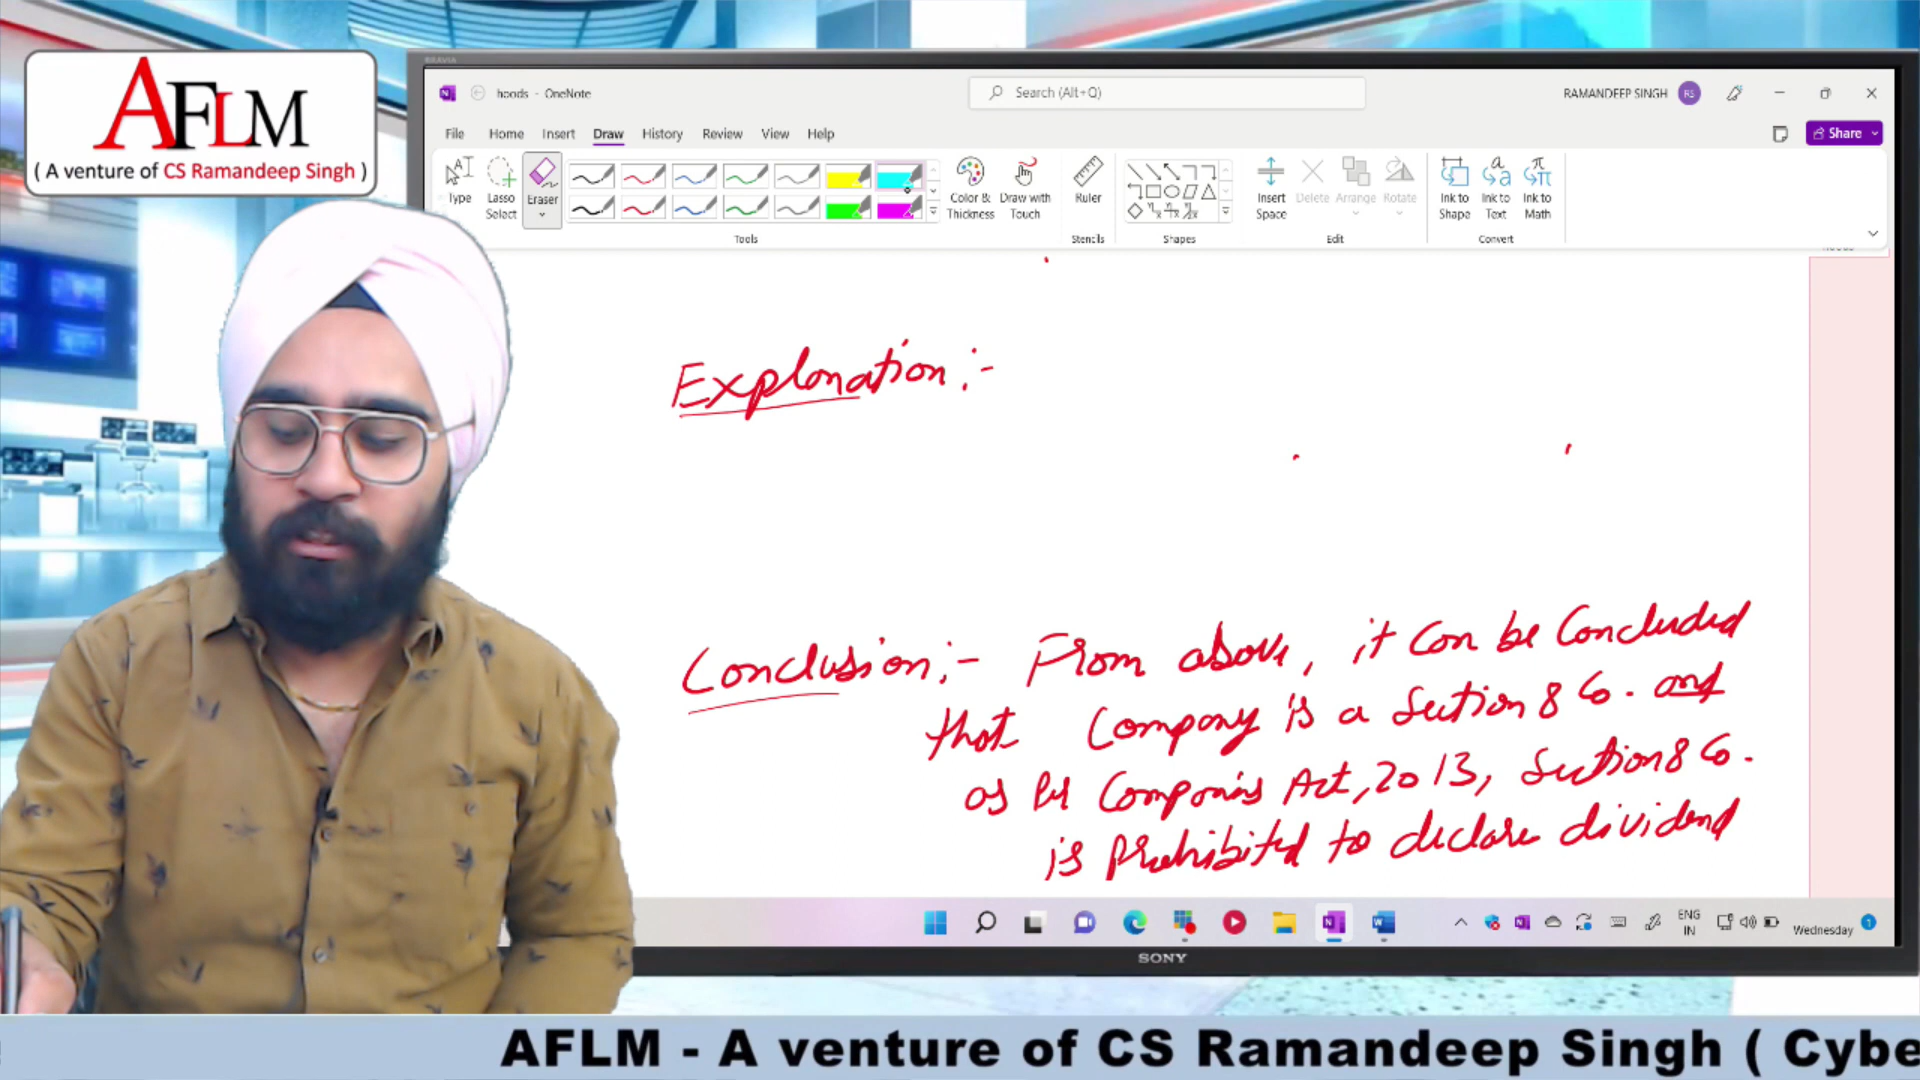 BRAVIA
AFLM
( A venture of CS Ramandeep Singh )
hoods - OneNote
Search (Alt+Q)
RAMANDEEP SINGH
RS
File Home Insert Draw History Review View Help
Share
Type
Lasso Select
Eraser
Color & Thickness
Draw with Touch
Ruler
Insert Space
Delete
Arrange
Rotate
Ink to Shape
Ink to Text
Ink to Math
Tools
Stencils
Shapes
Edit
Convert
Explanation :-
Conclusion :- From above, it Can be Concluded
that Company is a Section 8 Co. and
as per Companies Act, 2013, Section 8 Co.
is Prohibited to declare dividend
ENG
IN
Wednesday
1
SONY
AFLM - A venture of CS Ramandeep Singh ( Cybe